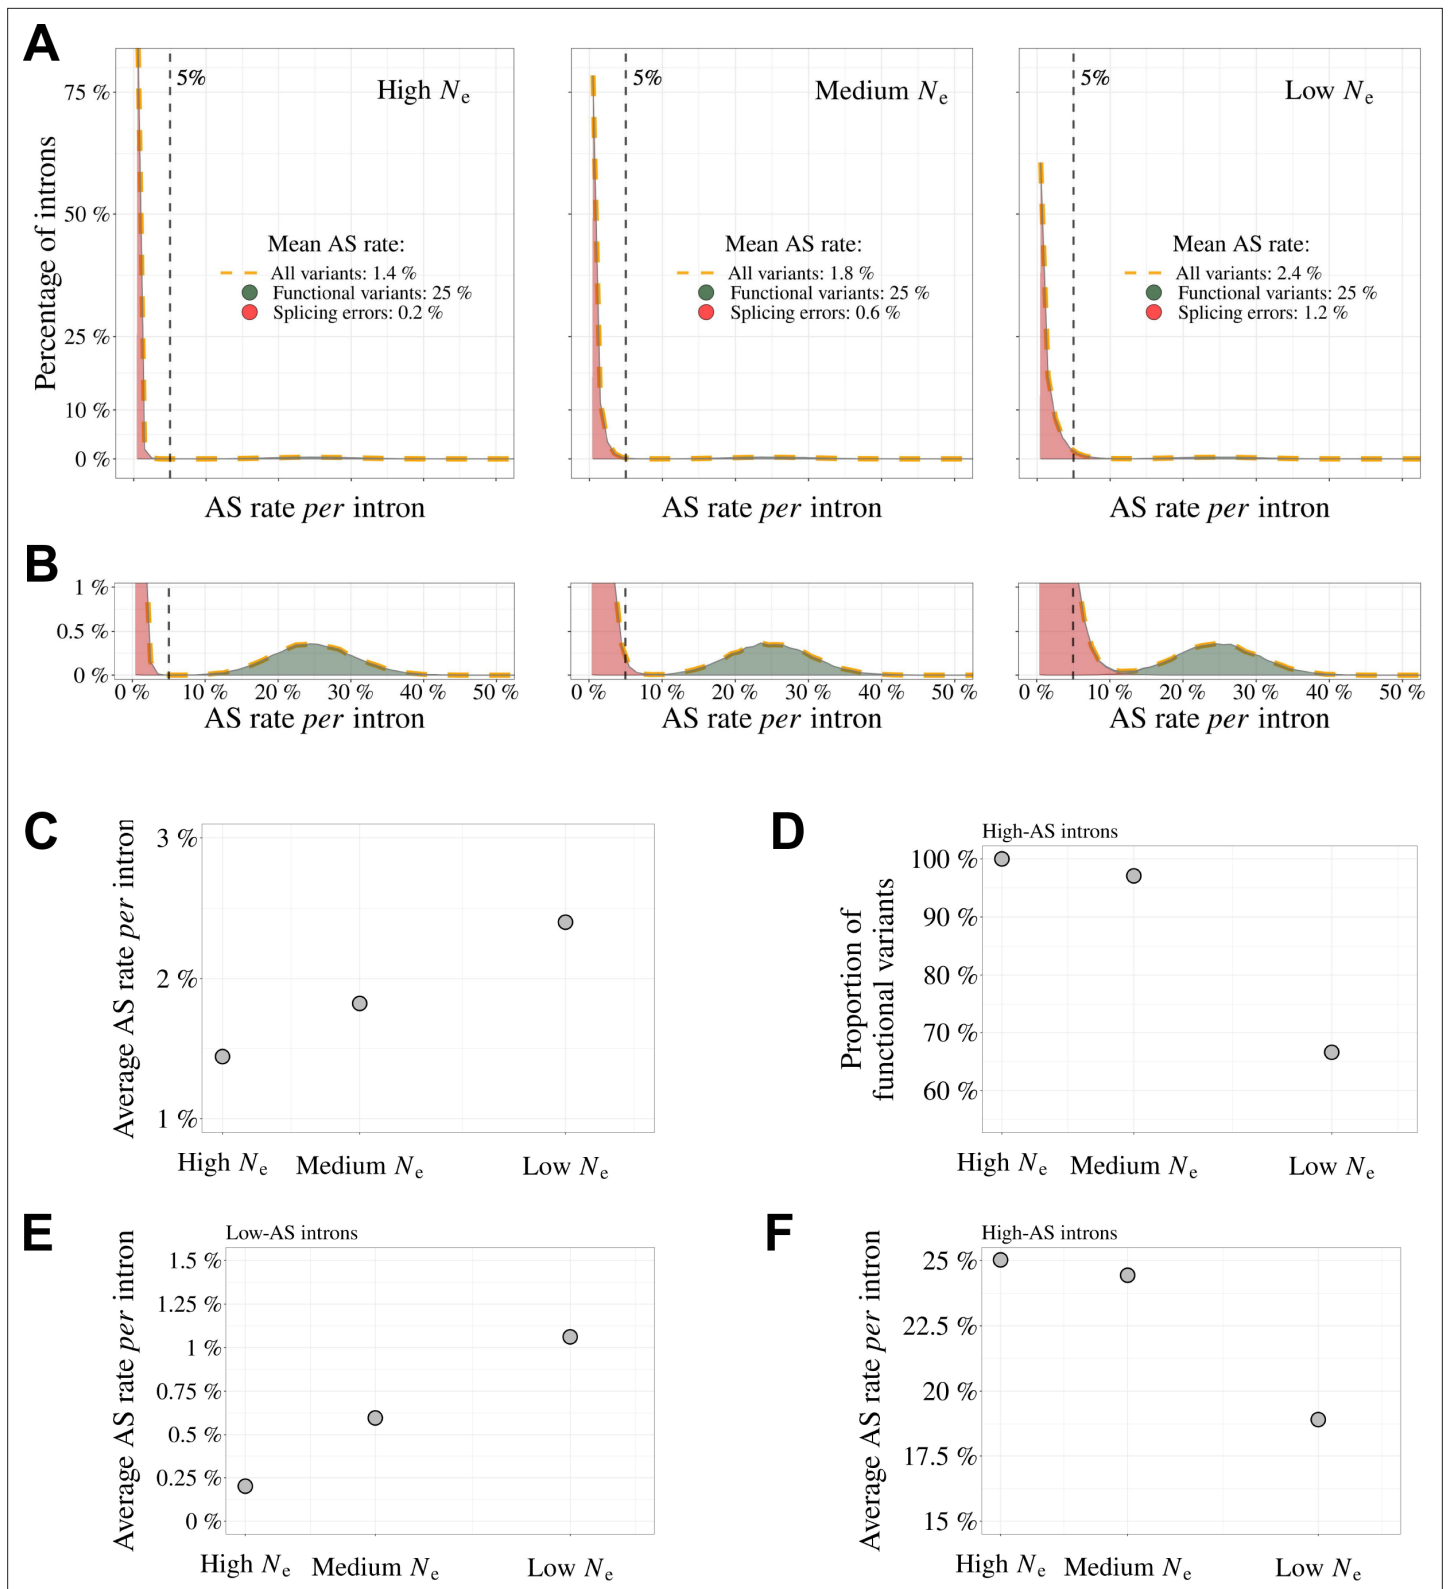 A
High Ne
Medium Ne
Low Ne
5%
5%
5%
75 %
50 %
25 %
10 %
0 %
Percentage of introns
Mean AS rate:
All variants: 1.4 %
Functional variants: 25 %
Splicing errors: 0.2 %
Mean AS rate:
All variants: 1.8 %
Functional variants: 25 %
Splicing errors: 0.6 %
Mean AS rate:
All variants: 2.4 %
Functional variants: 25 %
Splicing errors: 1.2 %
AS rate per intron
AS rate per intron
AS rate per intron
B
1 %
0.5 %
0 %
0 % 10 % 20 % 30 % 40 % 50 %
0 % 10 % 20 % 30 % 40 % 50 %
0 % 10 % 20 % 30 % 40 % 50 %
AS rate per intron
AS rate per intron
AS rate per intron
C
Average AS rate per intron
3 %
2 %
1 %
High Ne Medium Ne Low Ne
D
High-AS introns
Proportion of
functional variants
100 %
90 %
80 %
70 %
60 %
High Ne Medium Ne Low Ne
E
Low-AS introns
Average AS rate per intron
1.5 %
1.25 %
1 %
0.75 %
0.5 %
0.25 %
0 %
High Ne Medium Ne Low Ne
F
High-AS introns
Average AS rate per intron
25 %
22.5 %
20 %
17.5 %
15 %
High Ne Medium Ne Low Ne